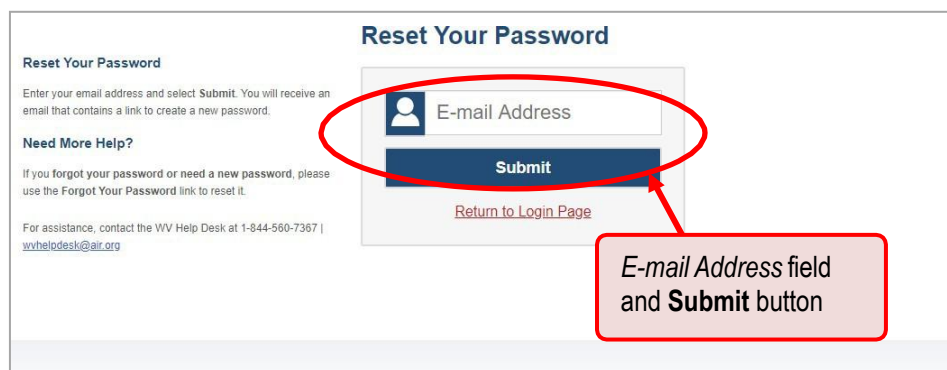 Reset Your Password
Reset Your Password
Enter your email address and select Submit. You will receive an
email that contains a link to create a new password.
Need More Help?
If you forgot your password or need a new password, please
use the Forgot Your Password link to reset it.
For assistance, contact the WV Help Desk at 1-844-560-7367 |
wvhelpdesk@air.org
E-mail Address
Submit
Return to Login Page
E-mail Address field
and Submit button